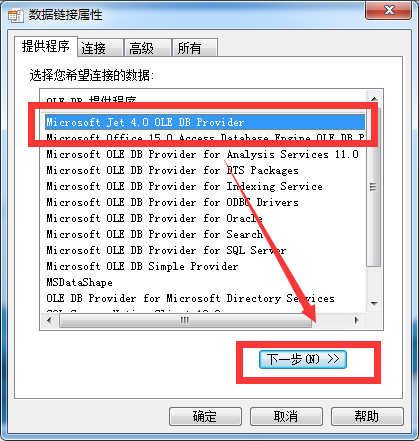 数据链接属性
提供程序 连接 高级 所有
选择您希望连接的数据:
OLE DB 提供程序
Microsoft Jet 4.0 OLE DB Provider
Microsoft Office 15.0 Access Database Engine OLE DB P
Microsoft OLE DB Provider for Analysis Services 11.0
Microsoft OLE DB Provider for DTS Packages
Microsoft OLE DB Provider for Indexing Service
Microsoft OLE DB Provider for ODBC Drivers
Microsoft OLE DB Provider for Oracle
Microsoft OLE DB Provider for Search
Microsoft OLE DB Provider for SQL Server
Microsoft OLE DB Simple Provider
MSDataShape
OLE DB Provider for Microsoft Directory Services
下一步(N) >>
确定 取消 帮助